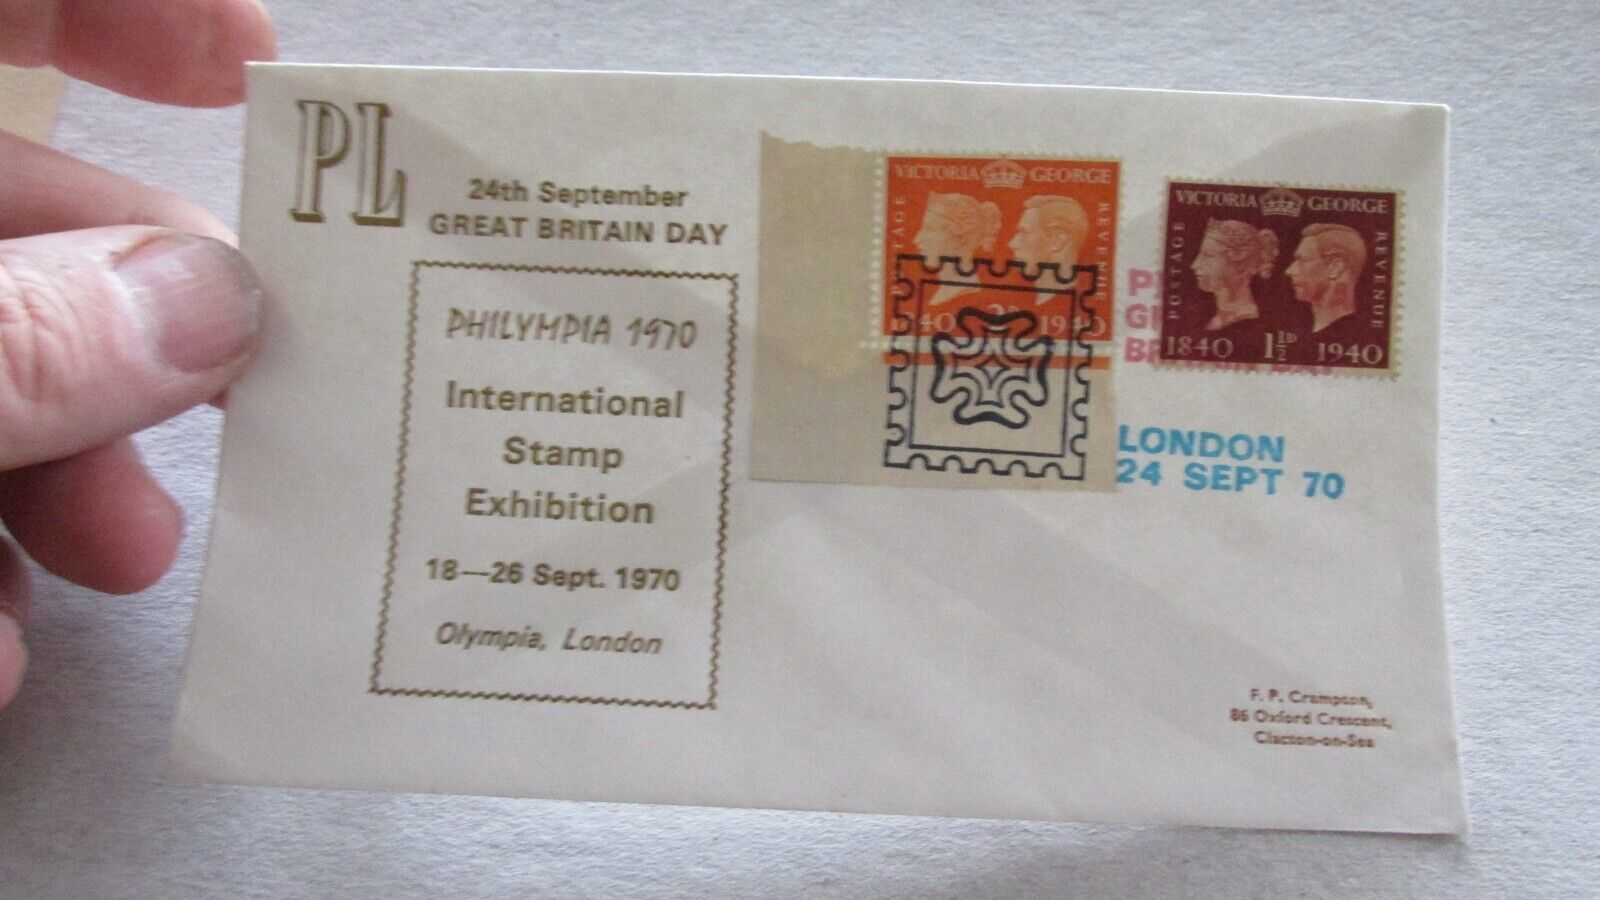 PL
24th September
GREAT BRITAIN DAY
PHILYMPIA 1970
International
Stamp
Exhibition
18—26 Sept. 1970
Olympia, London
VICTORIA GEORGE
POSTAGE
REVENUE
1840 1940
VICTORIA GEORGE
POSTAGE
REVENUE
1840 1½D 1940
LONDON
24 SEPT 70
F. P. Crampton,
86 Oxford Crescent,
Clacton-on-Sea